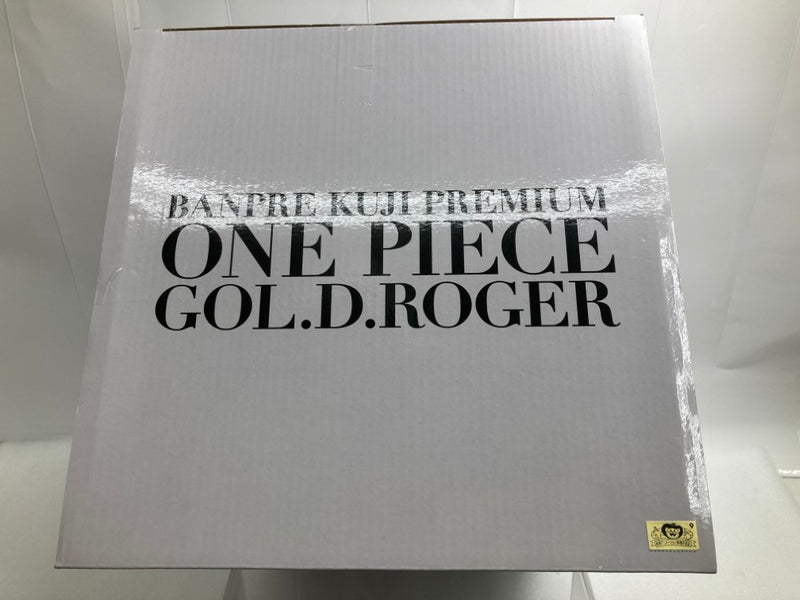 BANPRE KUJI PREMIUM
ONE PIECE
GOL.D.ROGER